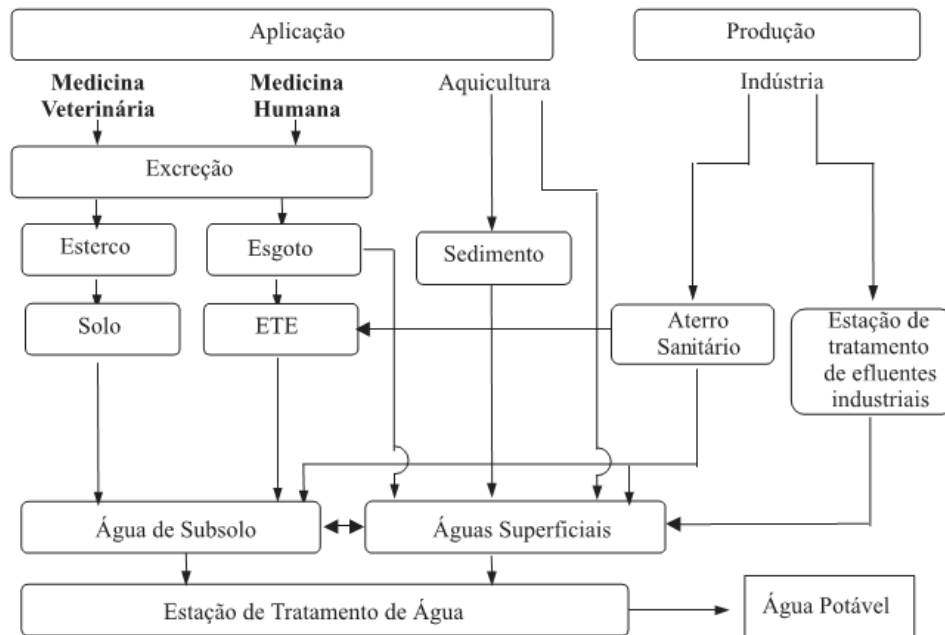 Aplicação
Produção
Medicina
Veterinária
Medicina
Humana
Aquicultura
Indústria
Excreção
Esterco
Esgoto
Sedimento
Solo
ETE
Aterro
Sanitário
Estação de
tratamento
de efluentes
industriais
Água de Subsolo
Águas Superficiais
Estação de Tratamento de Água
Água Potável